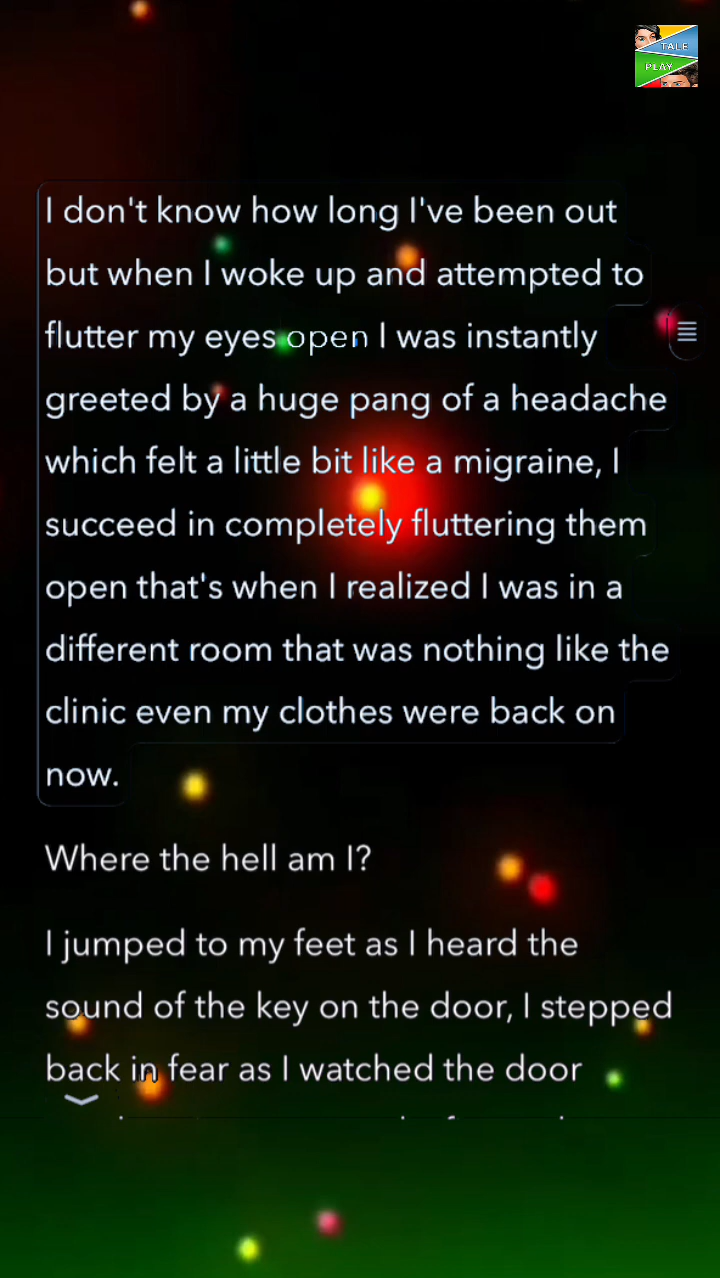 TALE
PLAY
I don't know how long I've been out
but when I woke up and attempted to
flutter my eyes open I was instantly
greeted by a huge pang of a headache
which felt a little bit like a migraine, I
succeed in completely fluttering them
open that's when I realized I was in a
different room that was nothing like the
clinic even my clothes were back on
now.
Where the hell am I?
I jumped to my feet as I heard the
sound of the key on the door, I stepped
back in fear as I watched the door